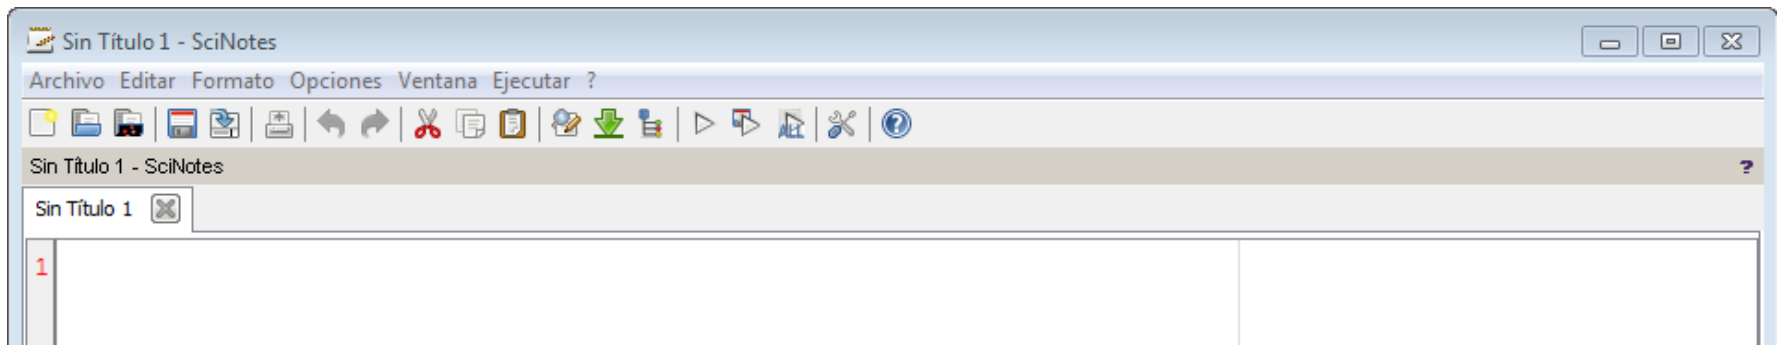 Sin Título 1 - SciNotes
Archivo Editar Formato Opciones Ventana Ejecutar ?
Sin Título 1 - SciNotes ?
Sin Título 1
1